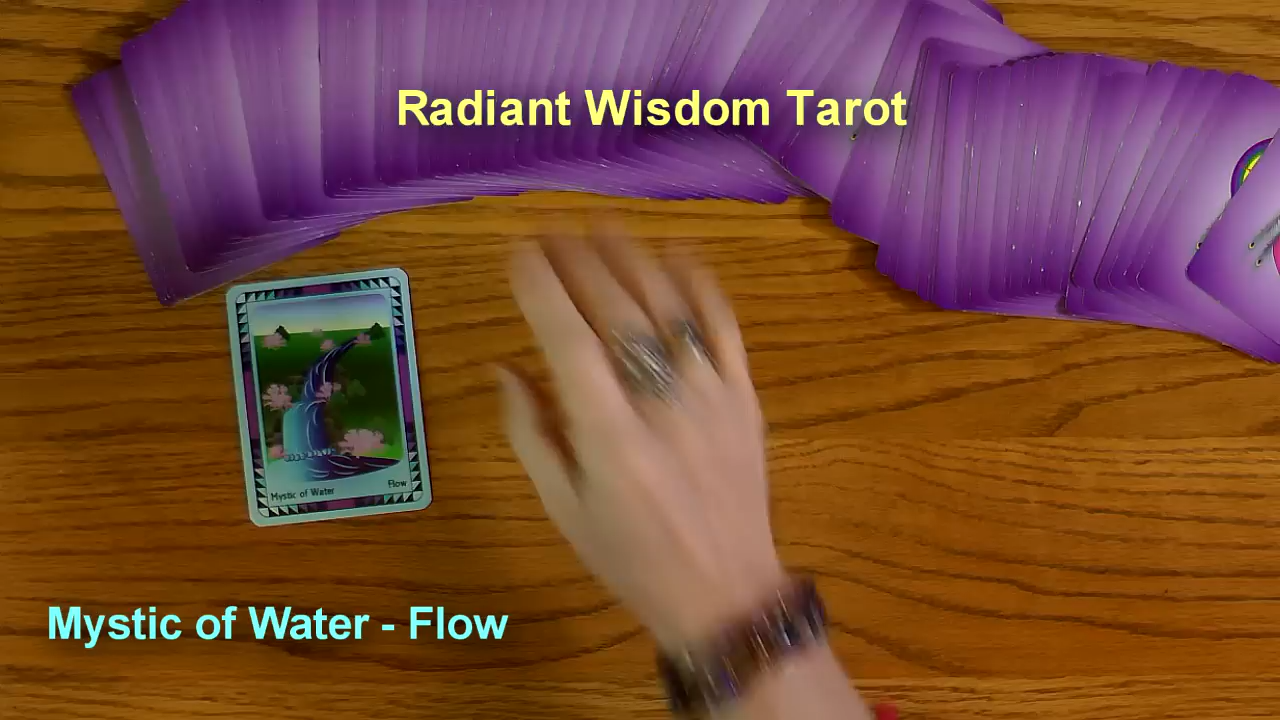 Radiant Wisdom Tarot
Mystic of Water
Flow
Mystic of Water - Flow